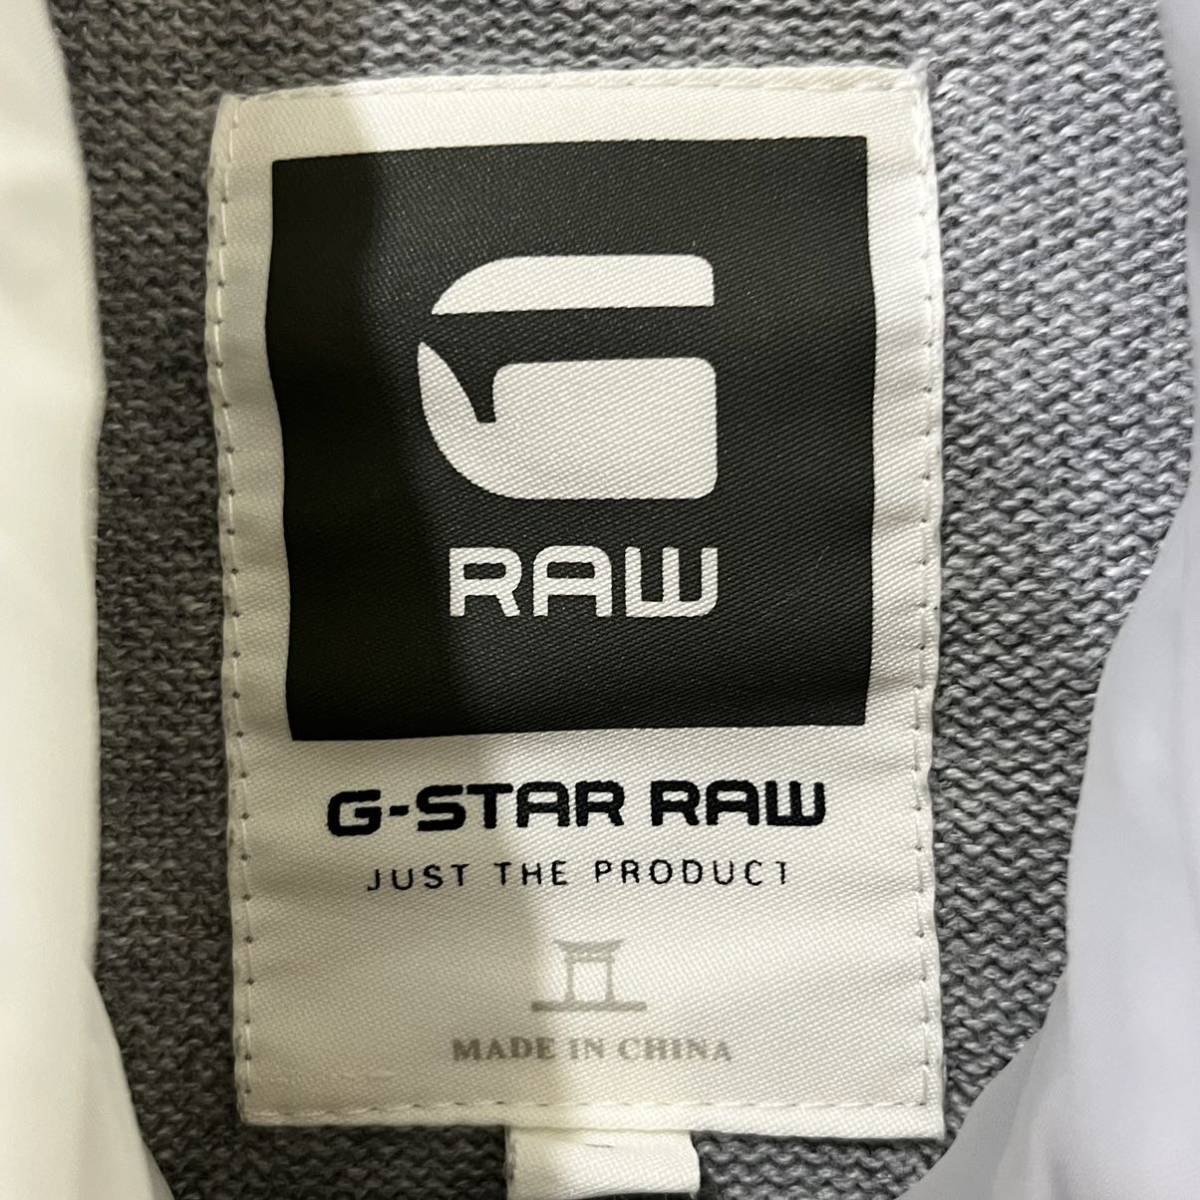 RAW
G-STAR RAW
JUST THE PRODUCT
MADE IN CHINA